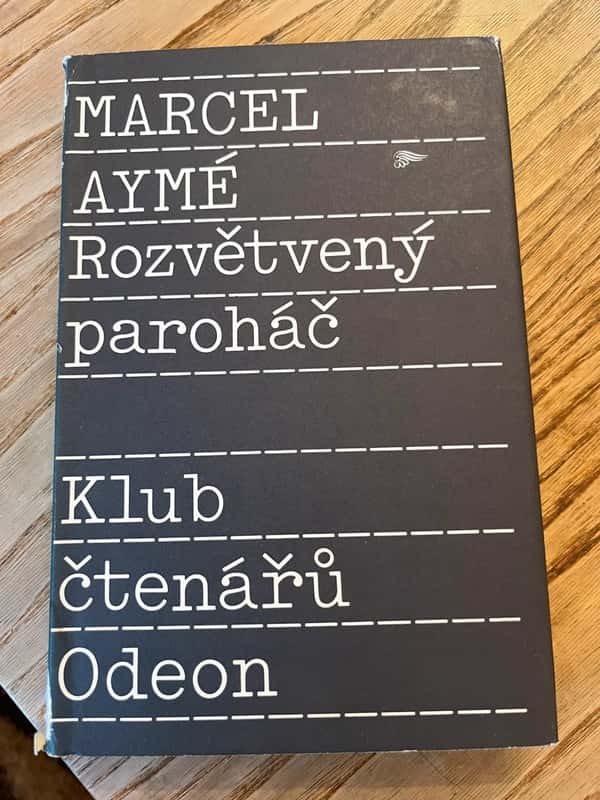 MARCEL
AYMÉ
Rozvětvený
paroháč
Klub
čtenářů
Odeon